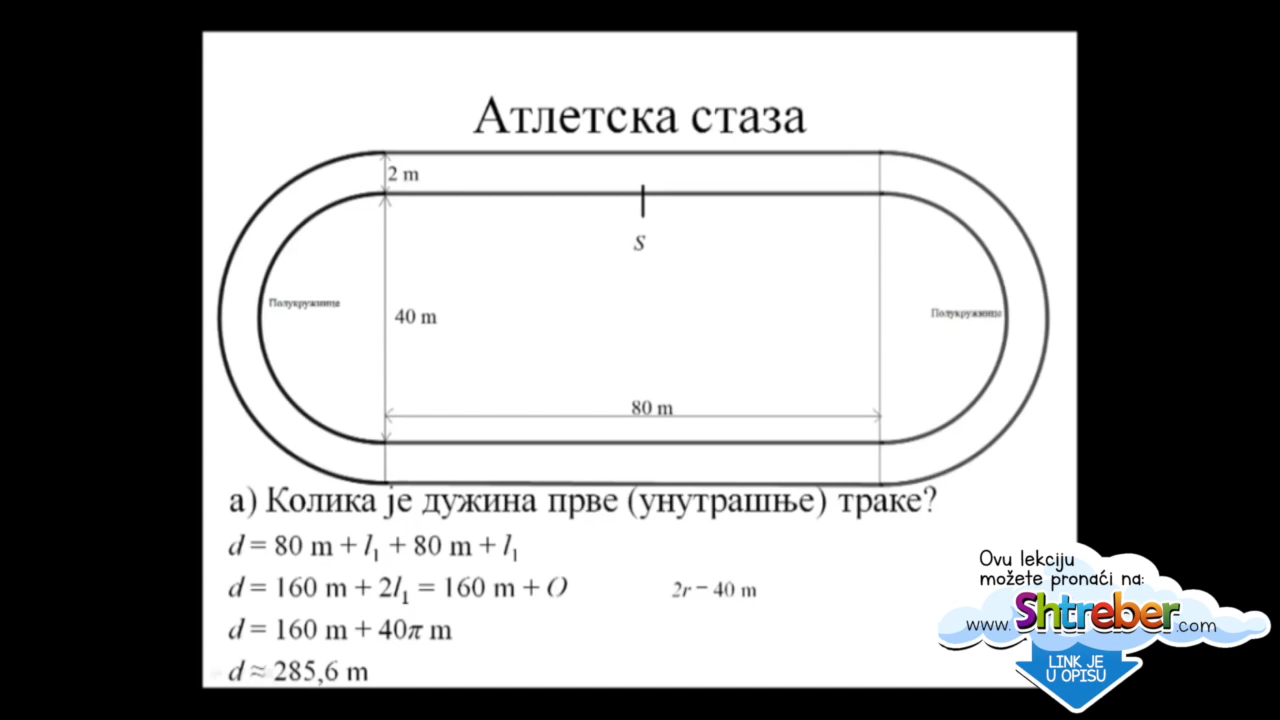 Атлетска стаза
2 m
S
Полукружница
Полукружница
40 m
80 m
а) Колика је дужина прве (унутрашње) траке?
d = 80 m + l₁ + 80 m + l₁
d = 160 m + 2l₁ = 160 m + O
2r = 40 m
d = 160 m + 40π m
d ≈ 285,6 m
Ovu lekciju
možete pronaći na:
www.Shtreber.com
LINK JE
U OPISU